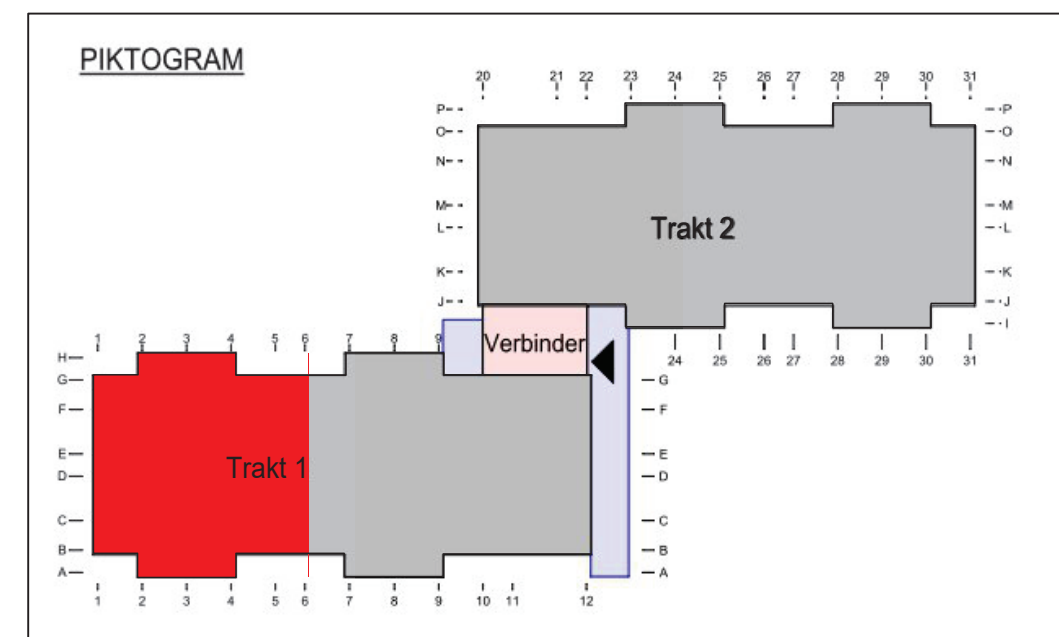 PIKTOGRAM
20 21 22 23 24 25 26 27 28 29 30 31
P P
O O
N N
M M
L L
Trakt 2
K K
J J
I
1 2 3 4 5 6 7 8 9
Verbinder
24 25 26 27 28 29 30 31
H
G G
F F
E E
Trakt 1
D D
C C
B B
A A
1 2 3 4 5 6 7 8 9 10 11 12